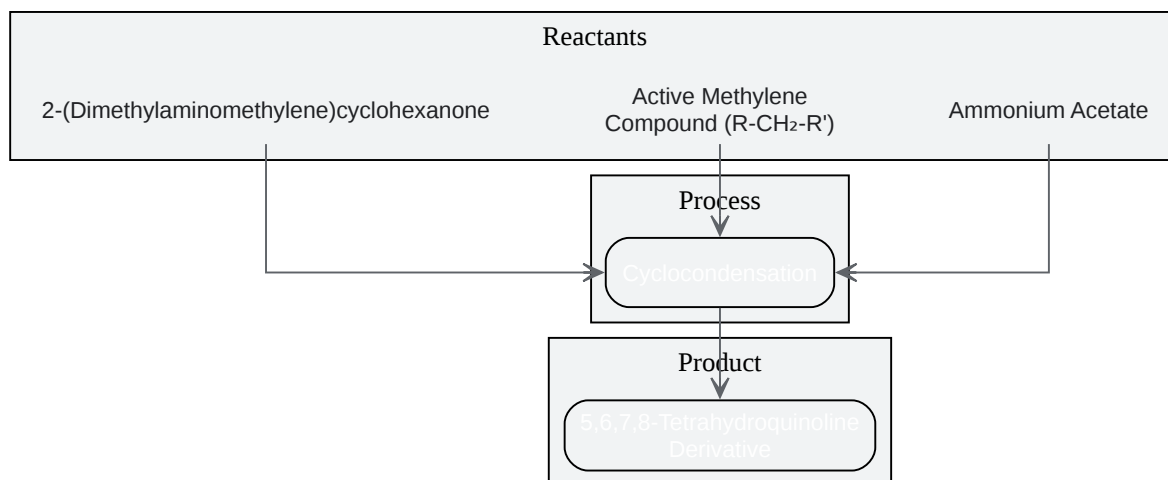 Reactants
2-(Dimethylaminomethylene)cyclohexanone
Active Methylene
Compound (R-CH₂-R')
Ammonium Acetate
Process
Cyclocondensation
Product
5,6,7,8-Tetrahydroquinoline
Derivative